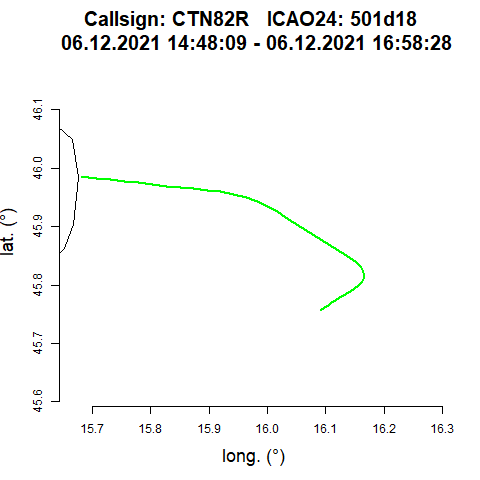 Callsign: CTN82R ICAO24: 501d18
06.12.2021 14:48:09 - 06.12.2021 16:58:28
lat. (°)
46.1
46.0
45.9
45.8
45.7
45.6
15.7 15.8 15.9 16.0 16.1 16.2 16.3
long. (°)